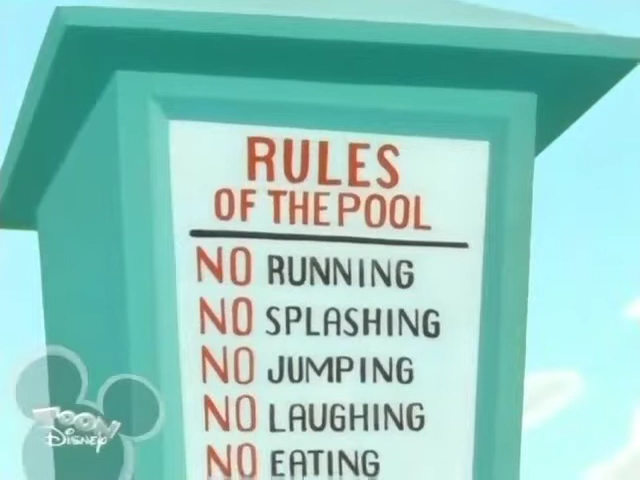 RULES
OF THE POOL
NO RUNNING
NO SPLASHING
NO JUMPING
NO LAUGHING
NO EATING
TOON
DISNEY